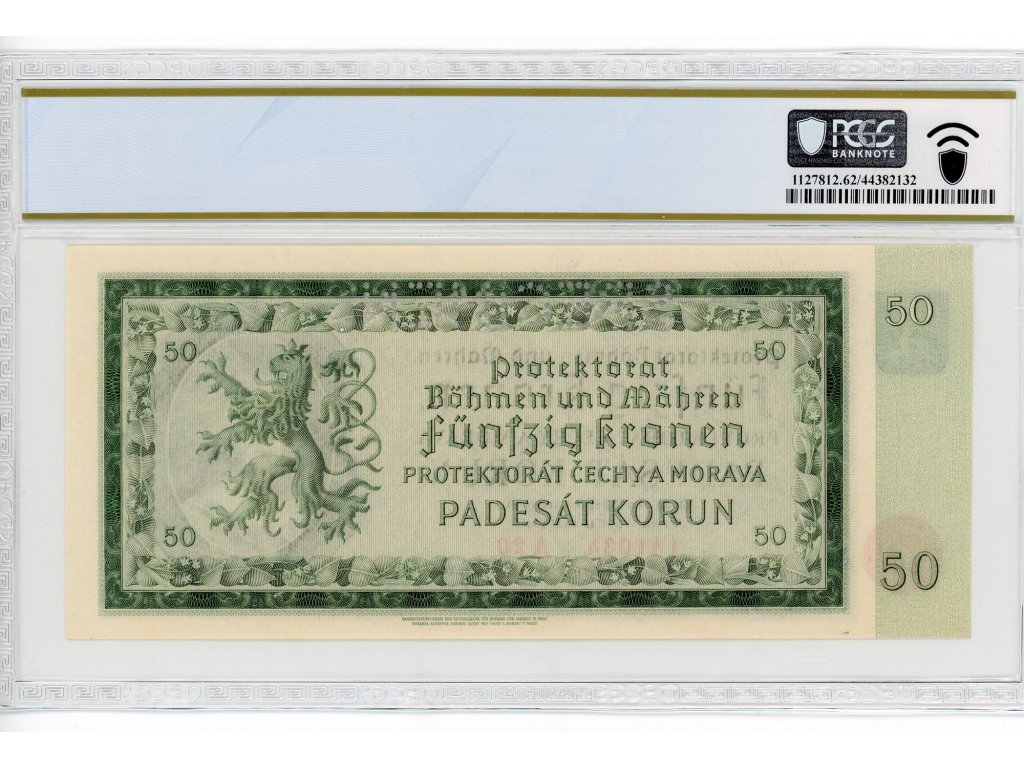 PCGS
BANKNOTE
1127812.62/44382132
50
50 50
Protektorat
Böhmen und Mähren
Fünfzig Kronen
PROTEKTORÁT ČECHY A MORAVA
PADESÁT KORUN
50 50
50